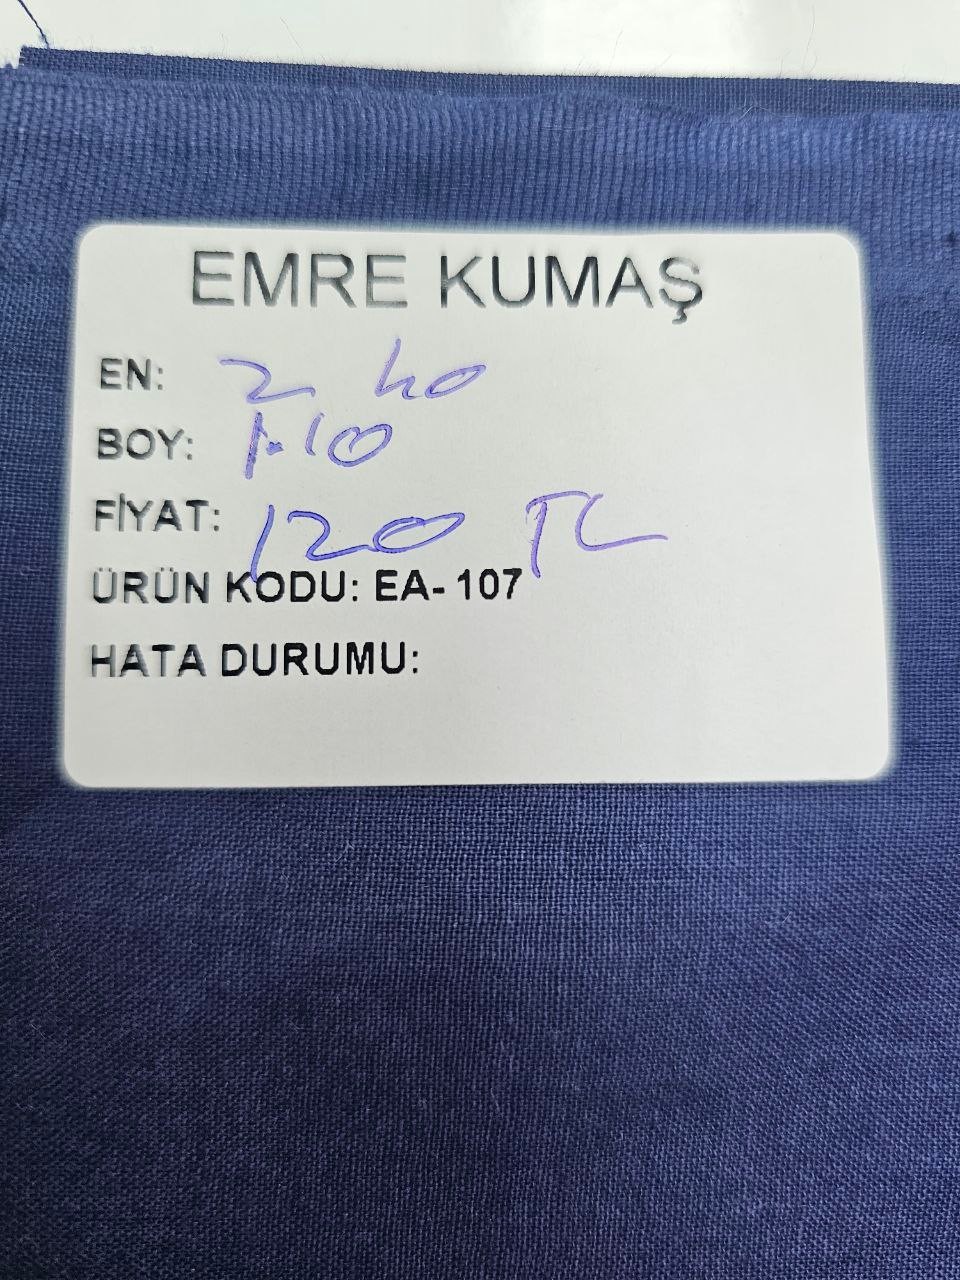 EMRE KUMAŞ
EN: 2 40
BOY: 1.10
FİYAT: 120 TL
ÜRÜN KODU: EA- 107
HATA DURUMU: